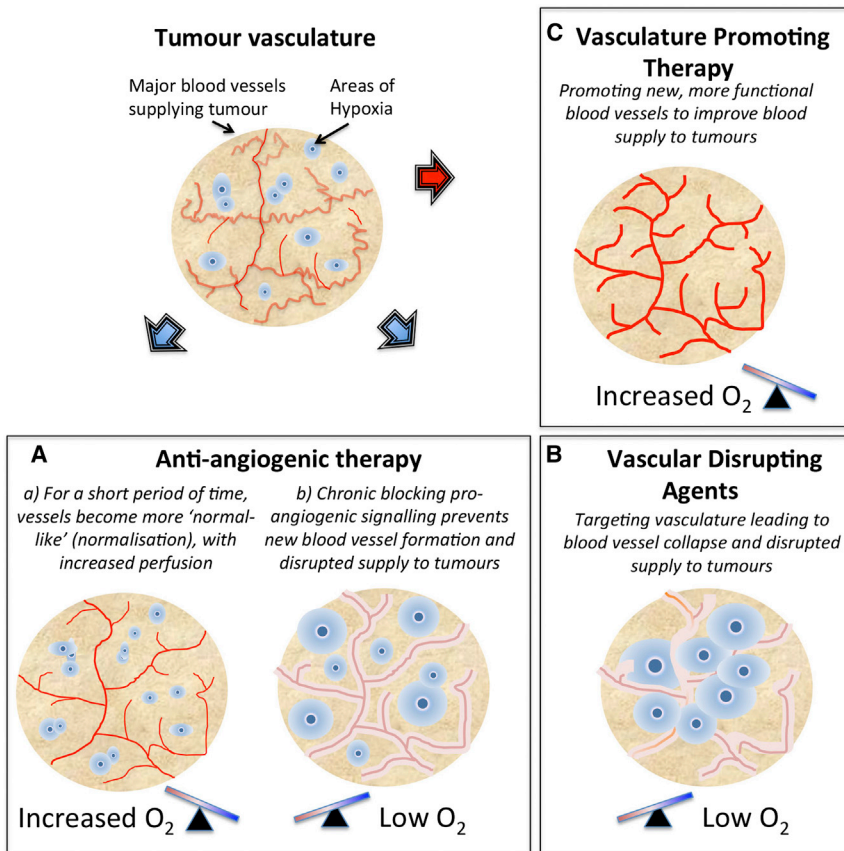 Tumour vasculature
Major blood vessels
supplying tumour
Areas of
Hypoxia
C
Vasculature Promoting
Therapy
Promoting new, more functional
blood vessels to improve blood
supply to tumours
Increased O₂
A
Anti-angiogenic therapy
a) For a short period of time,
vessels become more ‘normal-
like’ (normalisation), with
increased perfusion
b) Chronic blocking pro-
angiogenic signalling prevents
new blood vessel formation and
disrupted supply to tumours
Increased O₂
Low O₂
B
Vascular Disrupting
Agents
Targeting vasculature leading to
blood vessel collapse and disrupted
supply to tumours
Low O₂